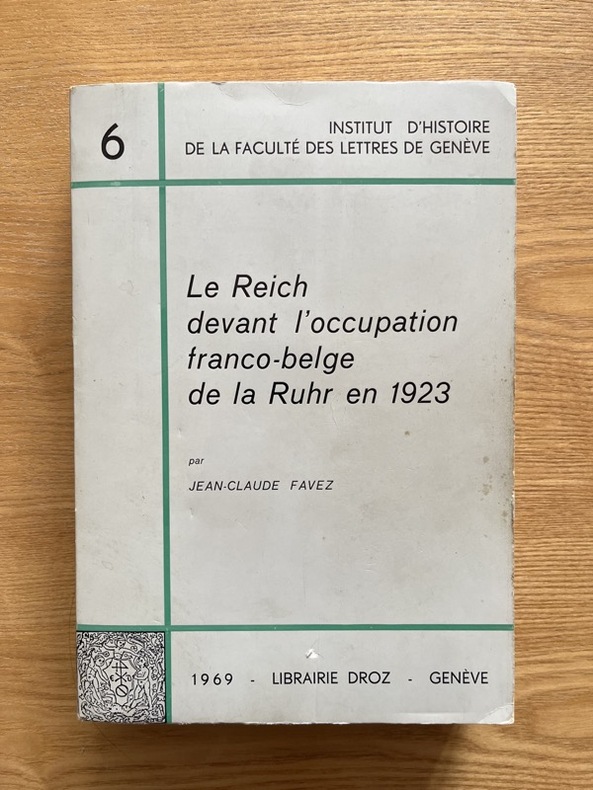 6
INSTITUT D'HISTOIRE
DE LA FACULTÉ DES LETTRES DE GENÈVE
Le Reich
devant l'occupation
franco-belge
de la Ruhr en 1923
par
JEAN-CLAUDE FAVEZ
1969 - LIBRAIRIE DROZ - GENÈVE